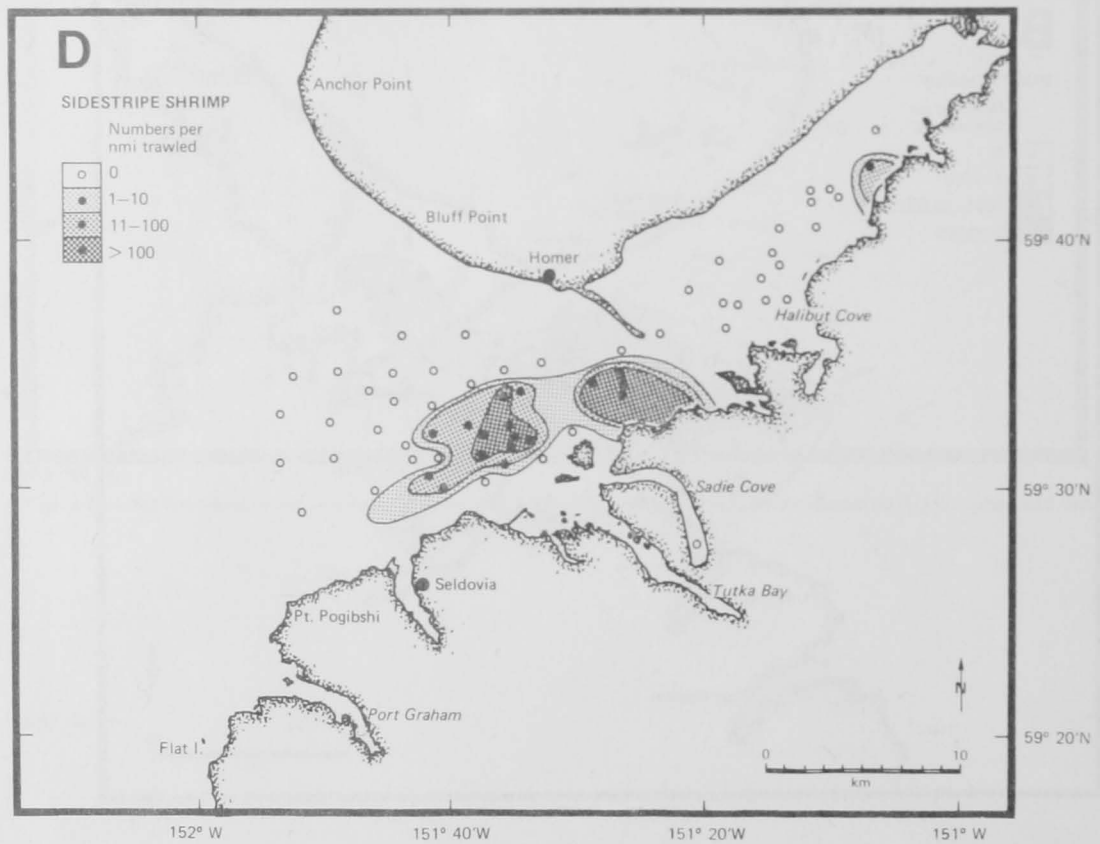 D
SIDESTRIPE SHRIMP
Numbers per
nmi trawled
0
1–10
11–100
> 100
Anchor Point
Bluff Point
Homer
Halibut Cove
Sadie Cove
Tutka Bay
Seldovia
Pt. Pogibshi
Port Graham
Flat I.
N
0 10
km
59° 40'N
59° 30'N
59° 20'N
152° W
151° 40'W
151° 20'W
151° W